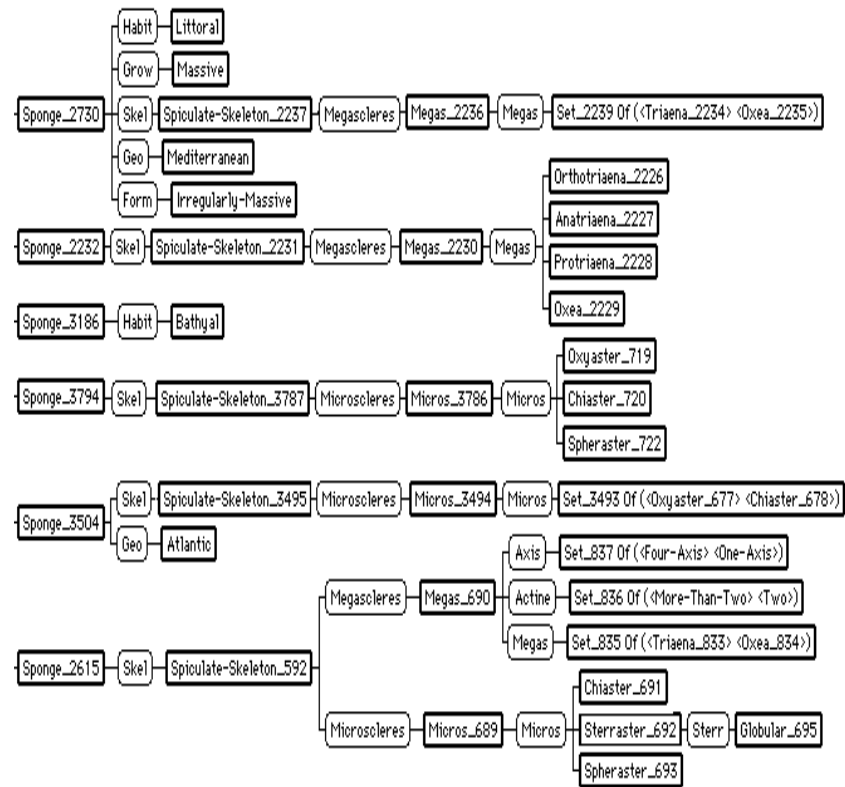 Habit Littoral
Grow Massive
Sponge_2730 Skel Spiculate-Skeleton_2237 Megascleres Megas_2236 Megas Set_2239 Of (<Triaena_2234> <Oxea_2235>)
Geo Mediterranean
Form Irregularly-Massive
Orthotriaena_2226
Anatriaena_2227
Sponge_2232 Skel Spiculate-Skeleton_2231 Megascleres Megas_2230 Megas
Protriaena_2228
Oxea_2229
Sponge_3186 Habit Bathyal
Oxyaster_719
Sponge_3794 Skel Spiculate-Skeleton_3787 Microscleres Micros_3786 Micros Chiaster_720
Spheraster_722
Skel Spiculate-Skeleton_3495 Microscleres Micros_3494 Micros Set_3493 Of (<Oxyaster_677> <Chiaster_678>)
Sponge_3504
Geo Atlantic
Axis Set_837 Of (<Four-Axis> <One-Axis>)
Megascleres Megas_690 Actine Set_836 Of (<More-Than-Two> <Two>)
Megas Set_835 Of (<Triaena_833> <Oxea_834>)
Sponge_2615 Skel Spiculate-Skeleton_592
Chiaster_691
Microscleres Micros_689 Micros Sterraster_692 Sterr Globular_695
Spheraster_693